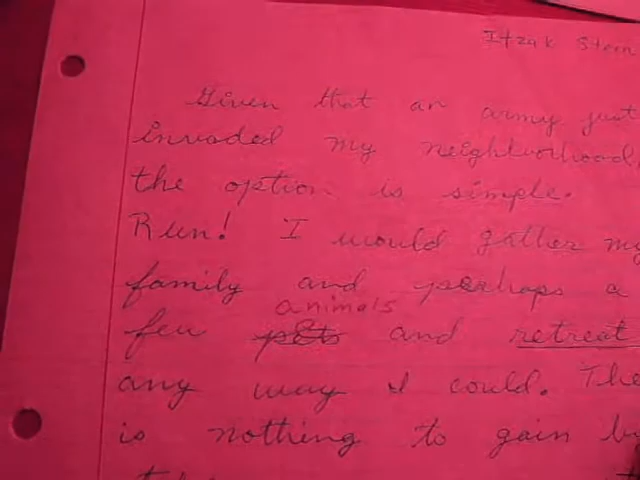 Itzak Stern
Given that an army just
invaded my neighborhood,
the option is simple.
Run! I would gather my
family and perhaps a
animals
few pets and retreat
any way I could. The
is nothing to gain by